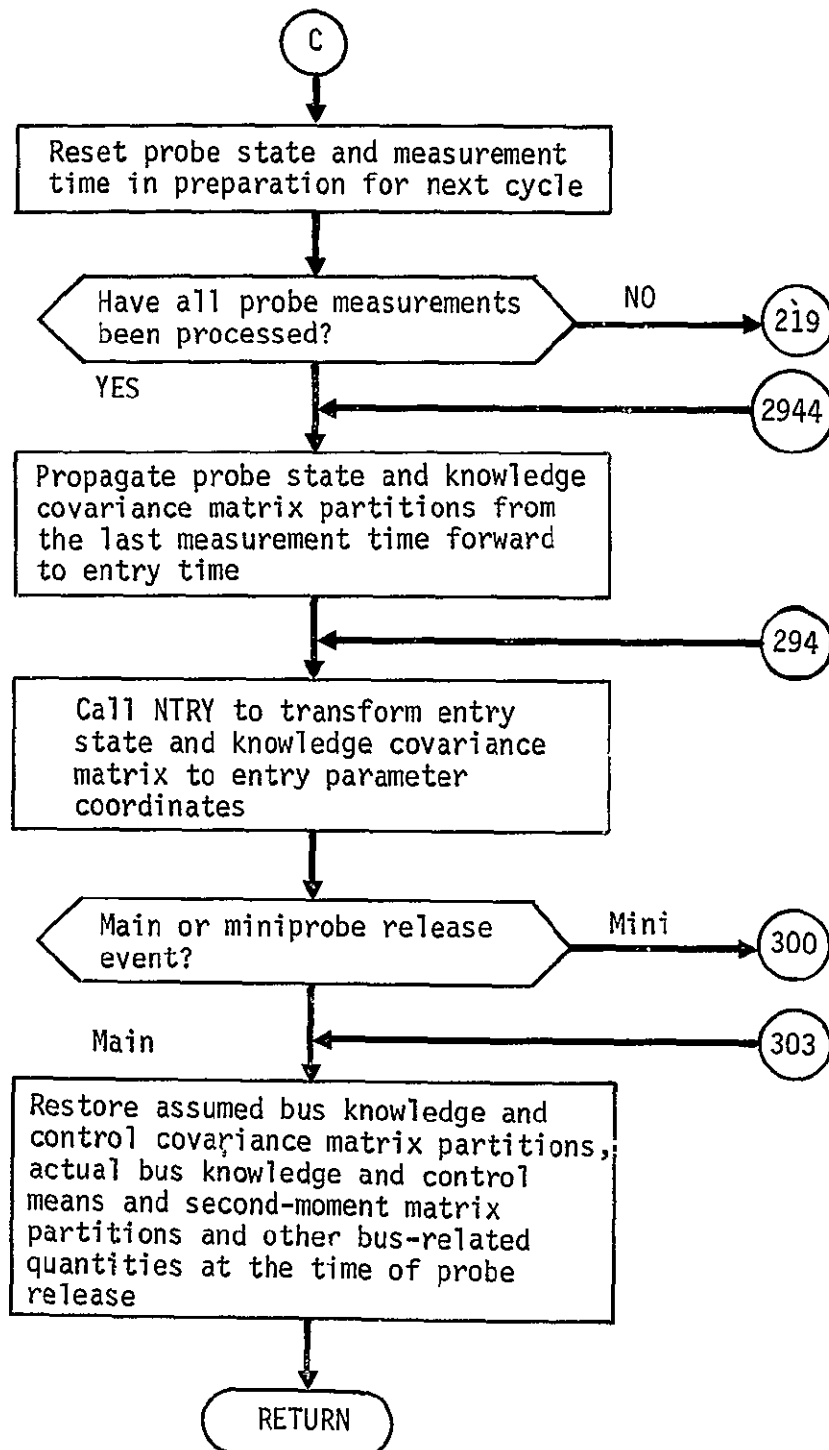 C
Reset probe state and measurement
time in preparation for next cycle
Have all probe measurements
been processed?
NO
219
YES
2944
Propagate probe state and knowledge
covariance matrix partitions from
the last measurement time forward
to entry time
294
Call NTRY to transform entry
state and knowledge covariance
matrix to entry parameter
coordinates
Main or miniprobe release
event?
Mini
300
303
Main
Restore assumed bus knowledge and
control covariance matrix partitions,
actual bus knowledge and control
means and second-moment matrix
partitions and other bus-related
quantities at the time of probe
release
RETURN